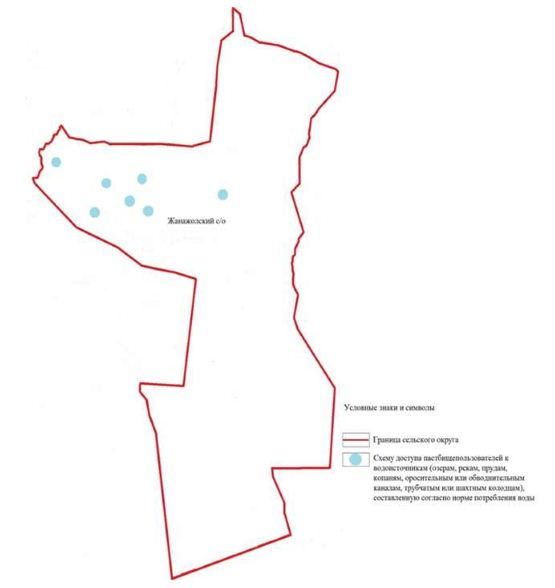 Жанажолский с/о
Условные знаки и символы
Граница сельского округа
Схему доступа пастбищепользователей к
водоисточникам (озерам, рекам, прудам,
копаням, оросительным или обводнительным
каналам, трубчатым или шахтным колодцам),
составленную согласно норме потребления воды